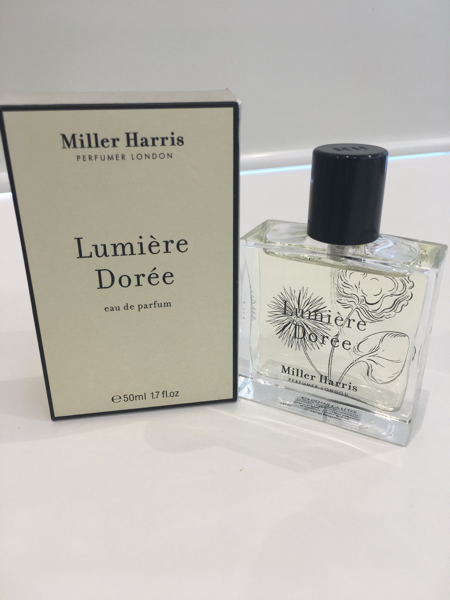 Miller Harris
PERFUMER LONDON
Lumière
Dorée
eau de parfum
℮50ml 1.7 fl.oz
MH
Lumière
Dorée
Miller Harris
PERFUMER LONDON